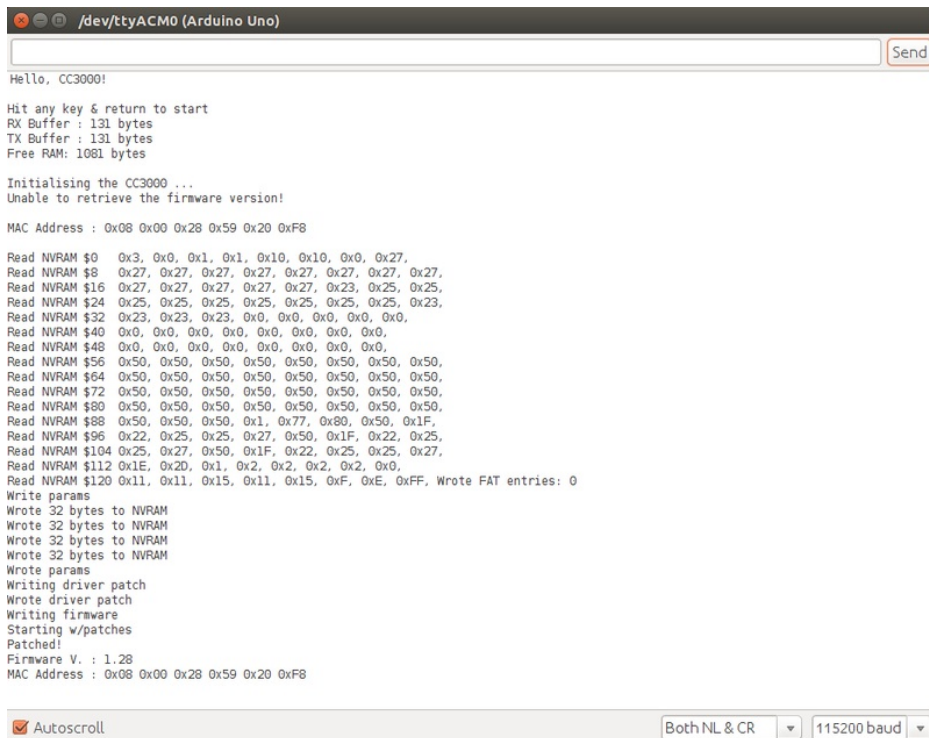 /dev/ttyACM0 (Arduino Uno)
Send
Hello, CC3000!
Hit any key & return to start
RX Buffer : 131 bytes
TX Buffer : 131 bytes
Free RAM: 1081 bytes
Initialising the CC3000 ...
Unable to retrieve the firmware version!
MAC Address : 0x08 0x00 0x28 0x59 0x20 0xF8
Read NVRAM $0 0x3, 0x0, 0x1, 0x1, 0x10, 0x10, 0x0, 0x27,
Read NVRAM $8 0x27, 0x27, 0x27, 0x27, 0x27, 0x27, 0x27, 0x27,
Read NVRAM $16 0x27, 0x27, 0x27, 0x27, 0x27, 0x23, 0x25, 0x25,
Read NVRAM $24 0x25, 0x25, 0x25, 0x25, 0x25, 0x25, 0x25, 0x23,
Read NVRAM $32 0x23, 0x23, 0x23, 0x0, 0x0, 0x0, 0x0, 0x0,
Read NVRAM $40 0x0, 0x0, 0x0, 0x0, 0x0, 0x0, 0x0, 0x0,
Read NVRAM $48 0x0, 0x0, 0x0, 0x0, 0x0, 0x0, 0x0, 0x0,
Read NVRAM $56 0x50, 0x50, 0x50, 0x50, 0x50, 0x50, 0x50, 0x50,
Read NVRAM $64 0x50, 0x50, 0x50, 0x50, 0x50, 0x50, 0x50, 0x50,
Read NVRAM $72 0x50, 0x50, 0x50, 0x50, 0x50, 0x50, 0x50, 0x50,
Read NVRAM $80 0x50, 0x50, 0x50, 0x50, 0x50, 0x50, 0x50, 0x50,
Read NVRAM $88 0x50, 0x50, 0x50, 0x1, 0x77, 0x80, 0x50, 0x1F,
Read NVRAM $96 0x22, 0x25, 0x25, 0x27, 0x50, 0x1F, 0x22, 0x25,
Read NVRAM $104 0x25, 0x27, 0x50, 0x1F, 0x22, 0x25, 0x25, 0x27,
Read NVRAM $112 0x1E, 0x2D, 0x1, 0x2, 0x2, 0x2, 0x2, 0x0,
Read NVRAM $120 0x11, 0x11, 0x15, 0x11, 0x15, 0xF, 0xE, 0xFF, Wrote FAT entries: 0
Write params
Wrote 32 bytes to NVRAM
Wrote 32 bytes to NVRAM
Wrote 32 bytes to NVRAM
Wrote 32 bytes to NVRAM
Wrote params
Writing driver patch
Wrote driver patch
Writing firmware
Starting w/patches
Patched!
Firmware V. : 1.28
MAC Address : 0x08 0x00 0x28 0x59 0x20 0xF8
Autoscroll
Both NL & CR
115200 baud